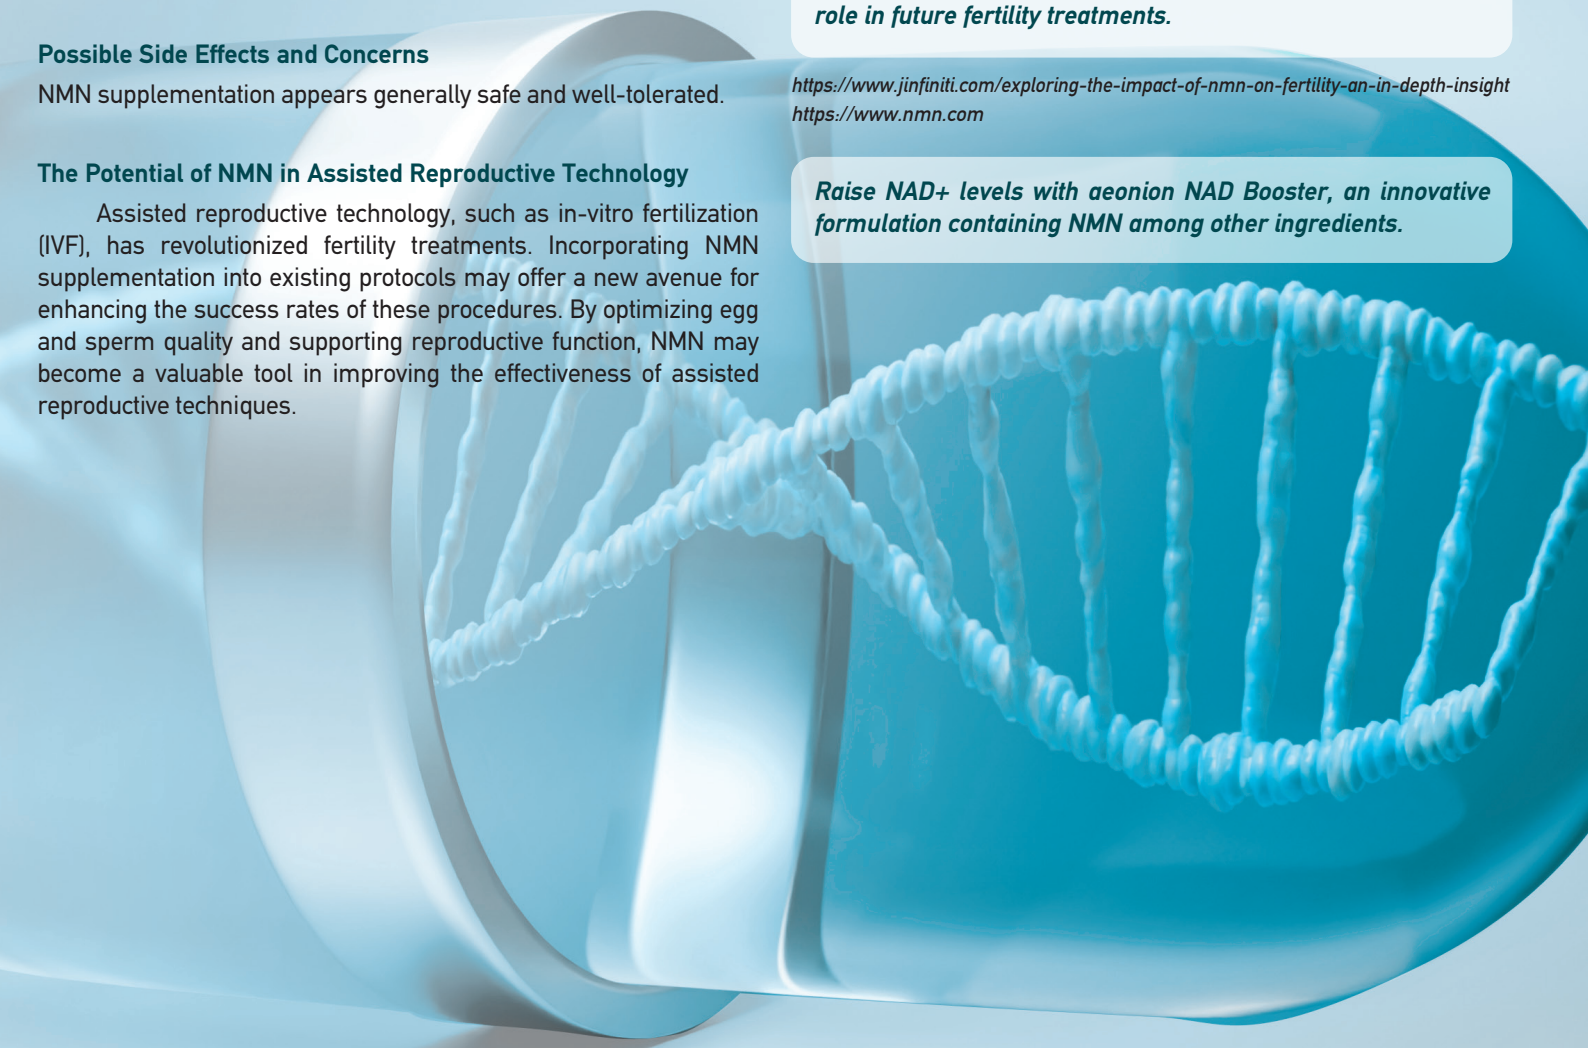 Possible Side Effects and Concerns
NMN supplementation appears generally safe and well-tolerated.
The Potential of NMN in Assisted Reproductive Technology
Assisted reproductive technology, such as in-vitro fertilization
(IVF), has revolutionized fertility treatments. Incorporating NMN
supplementation into existing protocols may offer a new avenue for
enhancing the success rates of these procedures. By optimizing egg
and sperm quality and supporting reproductive function, NMN may
become a valuable tool in improving the effectiveness of assisted
reproductive techniques.
role in future fertility treatments.
https://www.jinfiniti.com/exploring-the-impact-of-nmn-on-fertility-an-in-depth-insight
https://www.nmn.com
Raise NAD+ levels with aeonion NAD Booster, an innovative
formulation containing NMN among other ingredients.